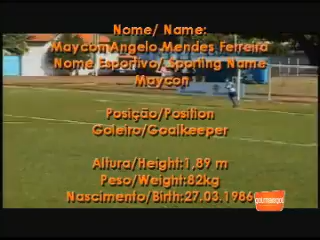 Nome/ Name:
Maycom Angelo Mendes Ferreira
Nome Esportivo/ Sporting Name
Maycon
Posição/Position
Goleiro/Goalkeeper
Altura/Height:1,89 m
Peso/Weight:82kg
Nascimento/Birth:27.03.1986